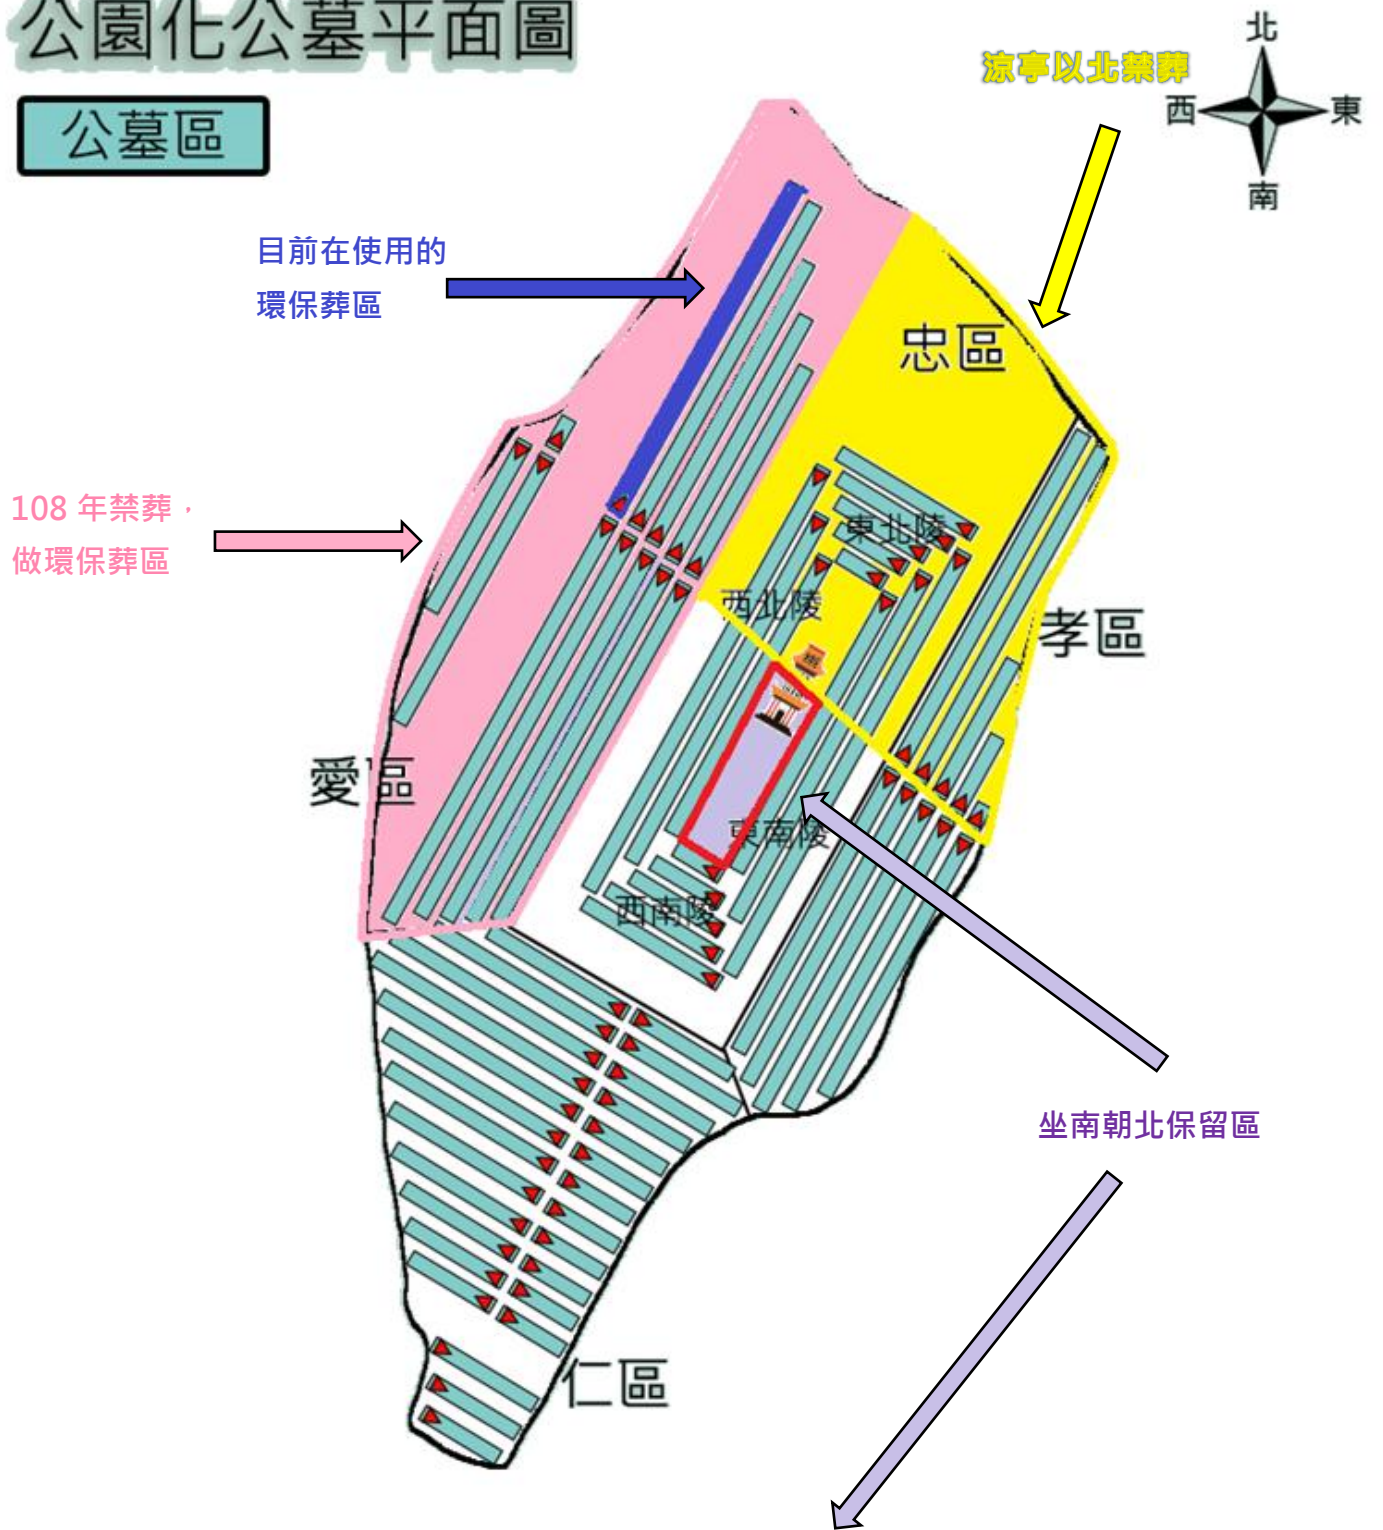 公園化公墓平面圖
公墓區
涼亭以北禁葬
北
西
東
南
目前在使用的
環保葬區
忠區
108 年禁葬，
做環保葬區
東北陵
西北陵
孝區
愛區
東南陵
西南陵
坐南朝北保留區
仁區